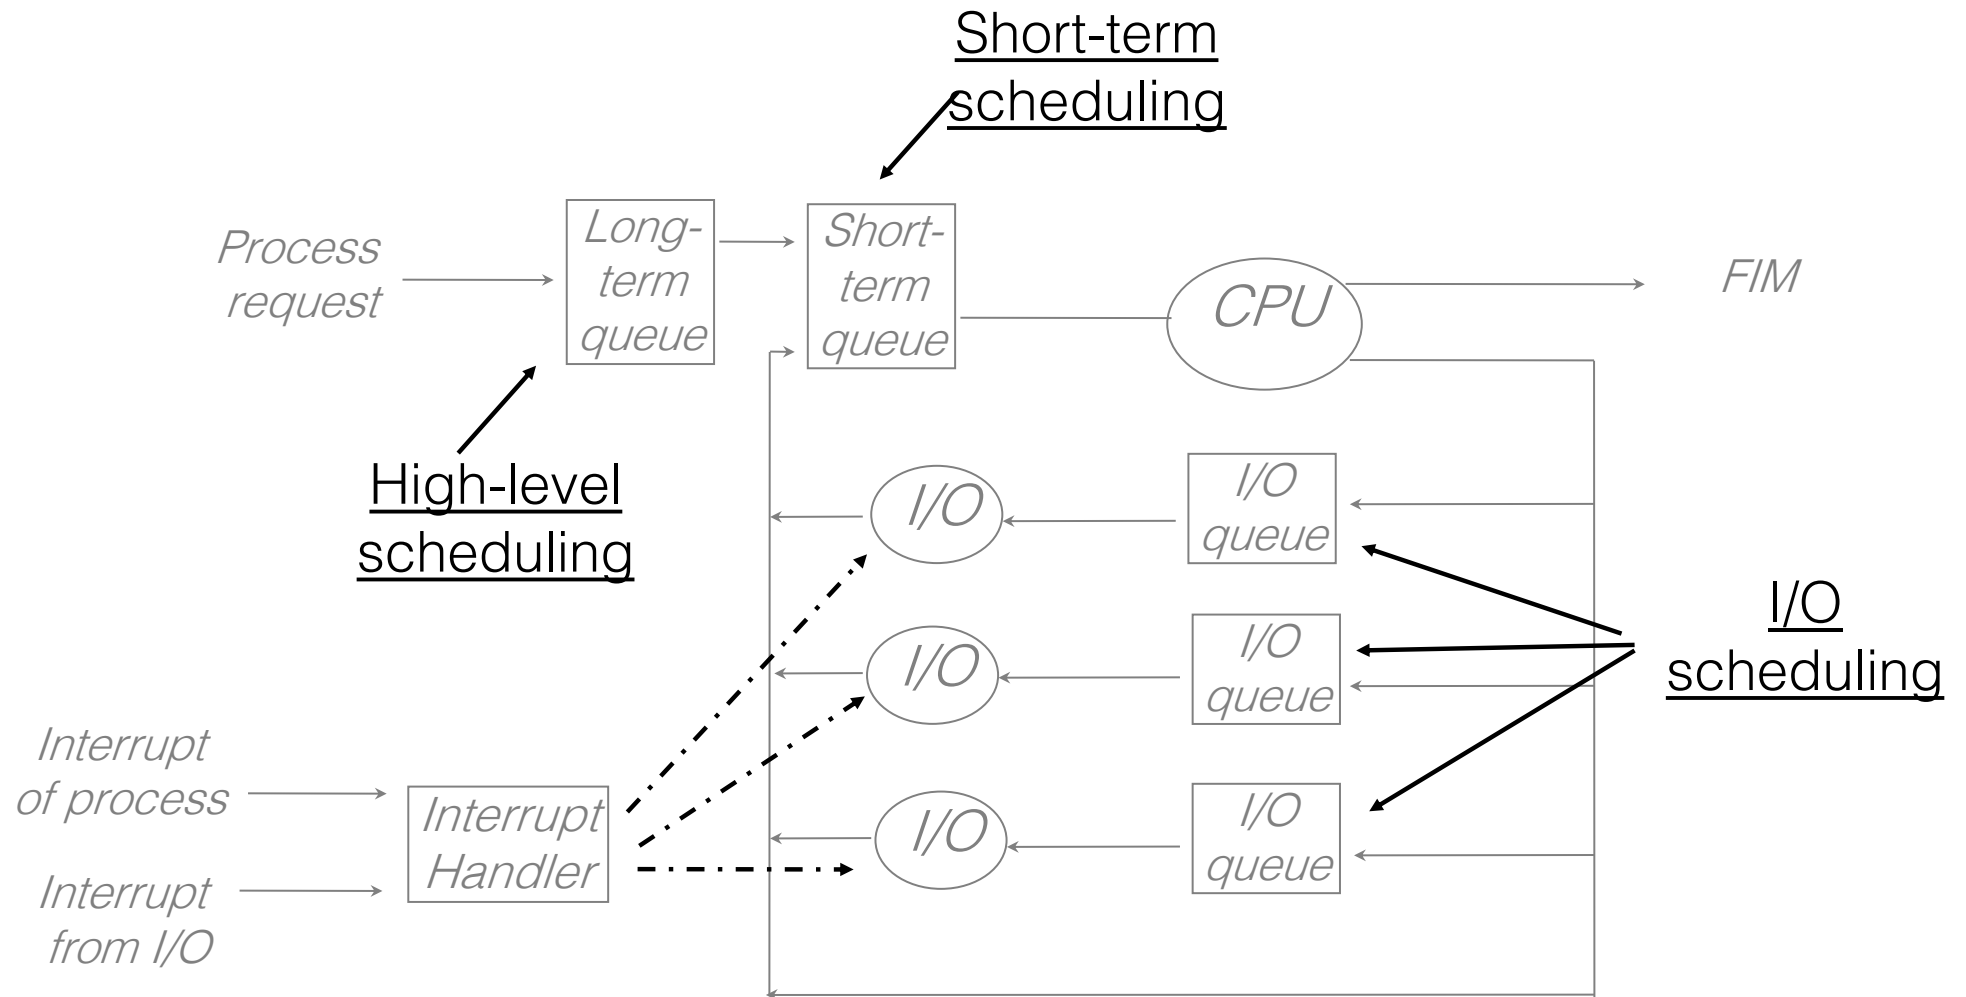 Short-term
scheduling
Process
request
Long-
term
queue
Short-
term
queue
CPU
FIM
High-level
scheduling
I/O
I/O
queue
I/O
I/O
queue
I/O
scheduling
Interrupt
of process
Interrupt
Handler
I/O
I/O
queue
Interrupt
from I/O